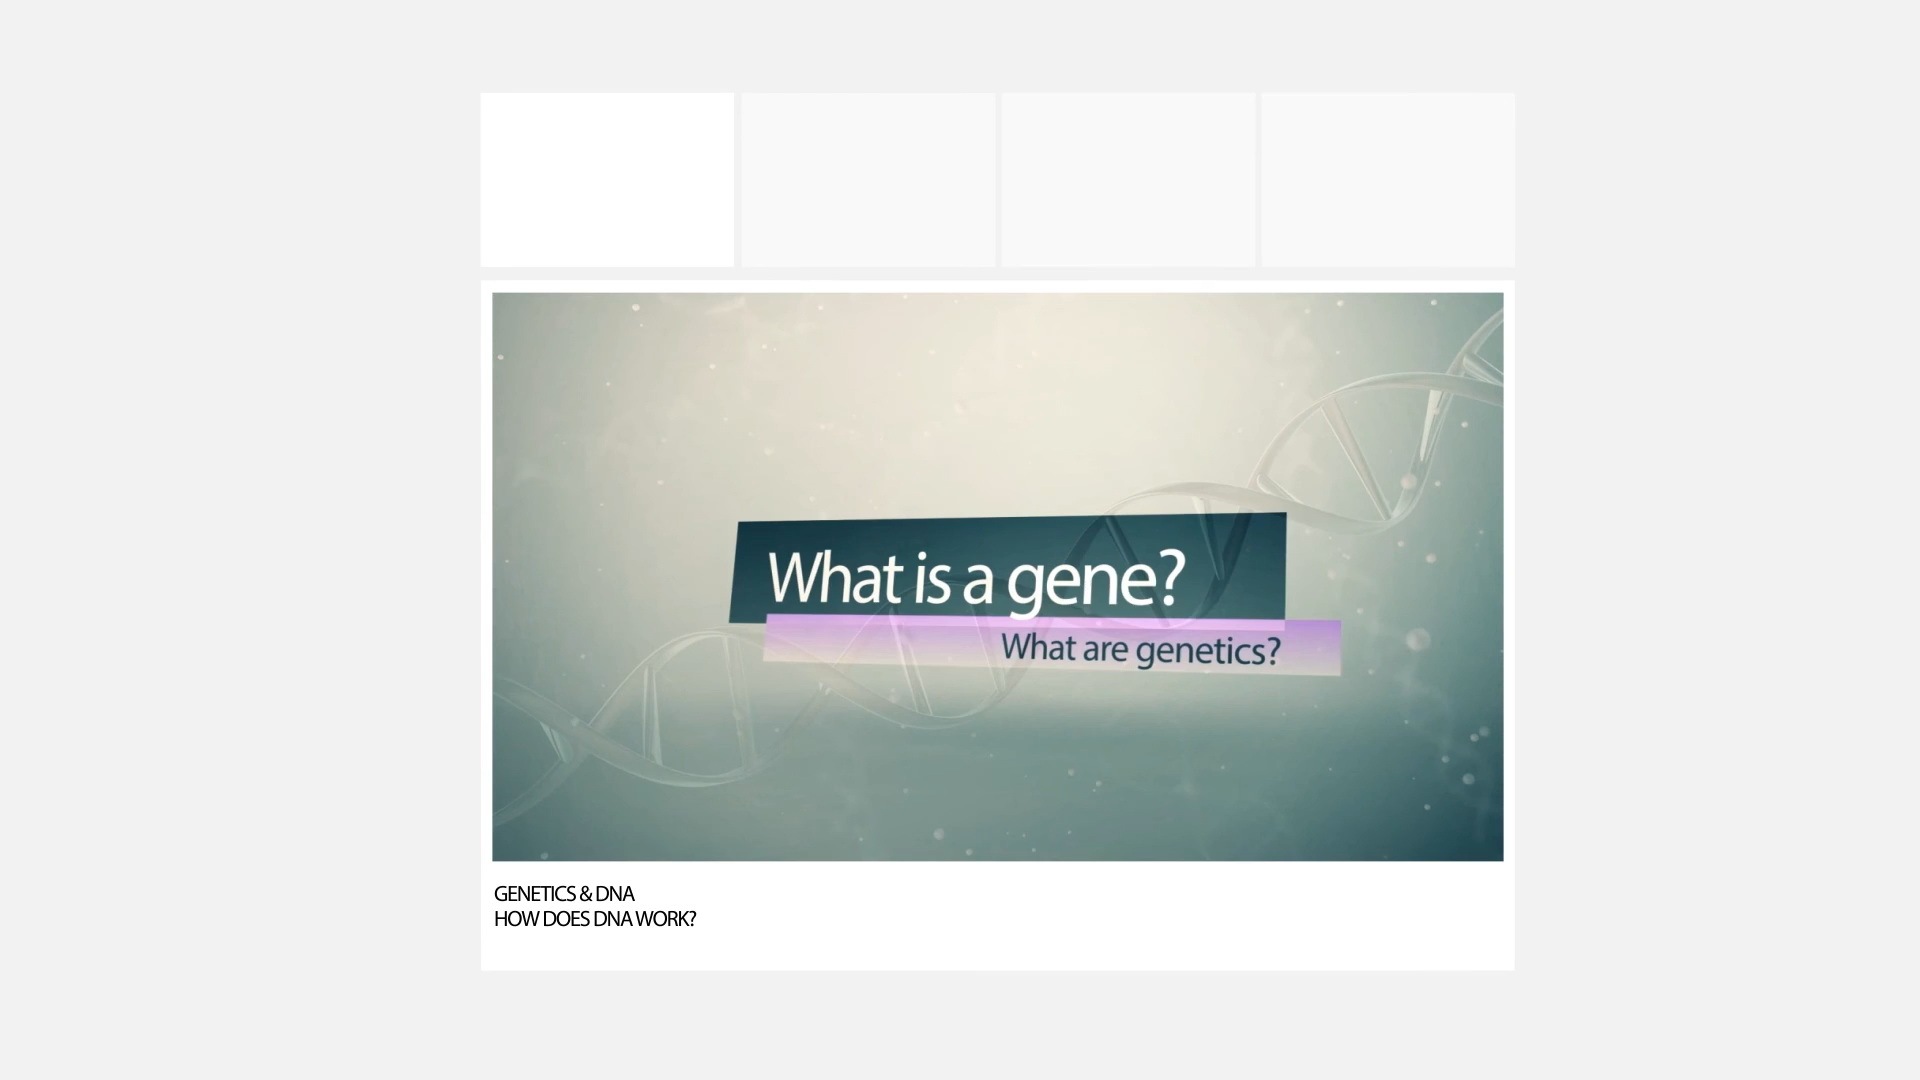 What is a gene?
What are genetics?
GENETICS & DNA
HOW DOES DNA WORK?